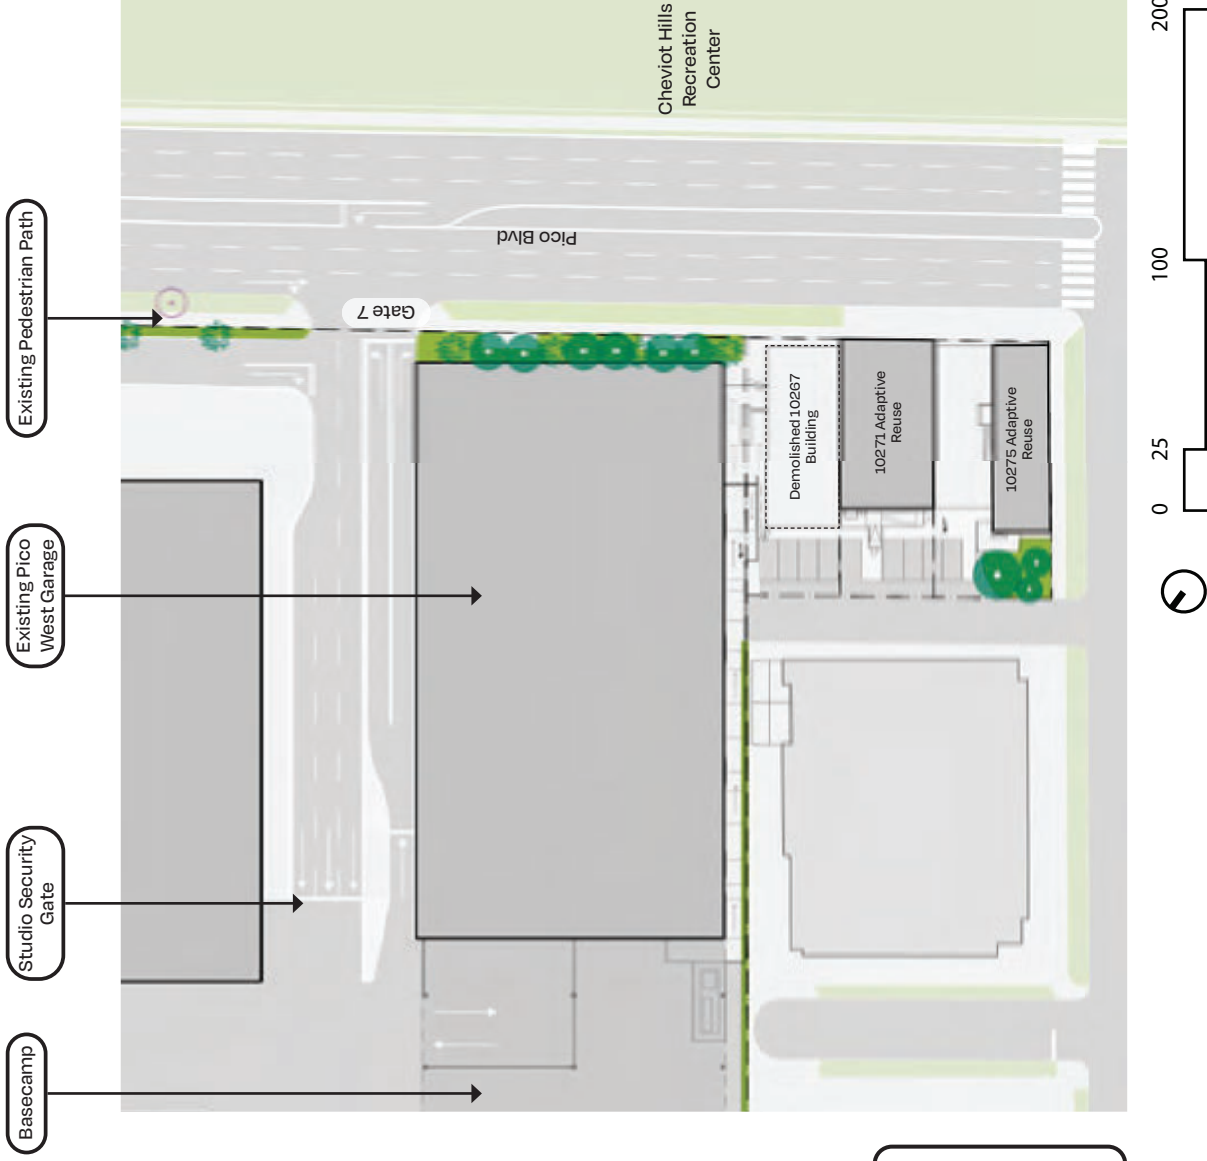 Cheviot Hills
Recreation
Center
200
Existing Pedestrian Path
Pico Blvd
100
Gate 7
Demolished 10267
Building
10271 Adaptive
Reuse
10275 Adaptive
Reuse
25
0
Existing Pico
West Garage
Studio Security
Gate
Basecamp